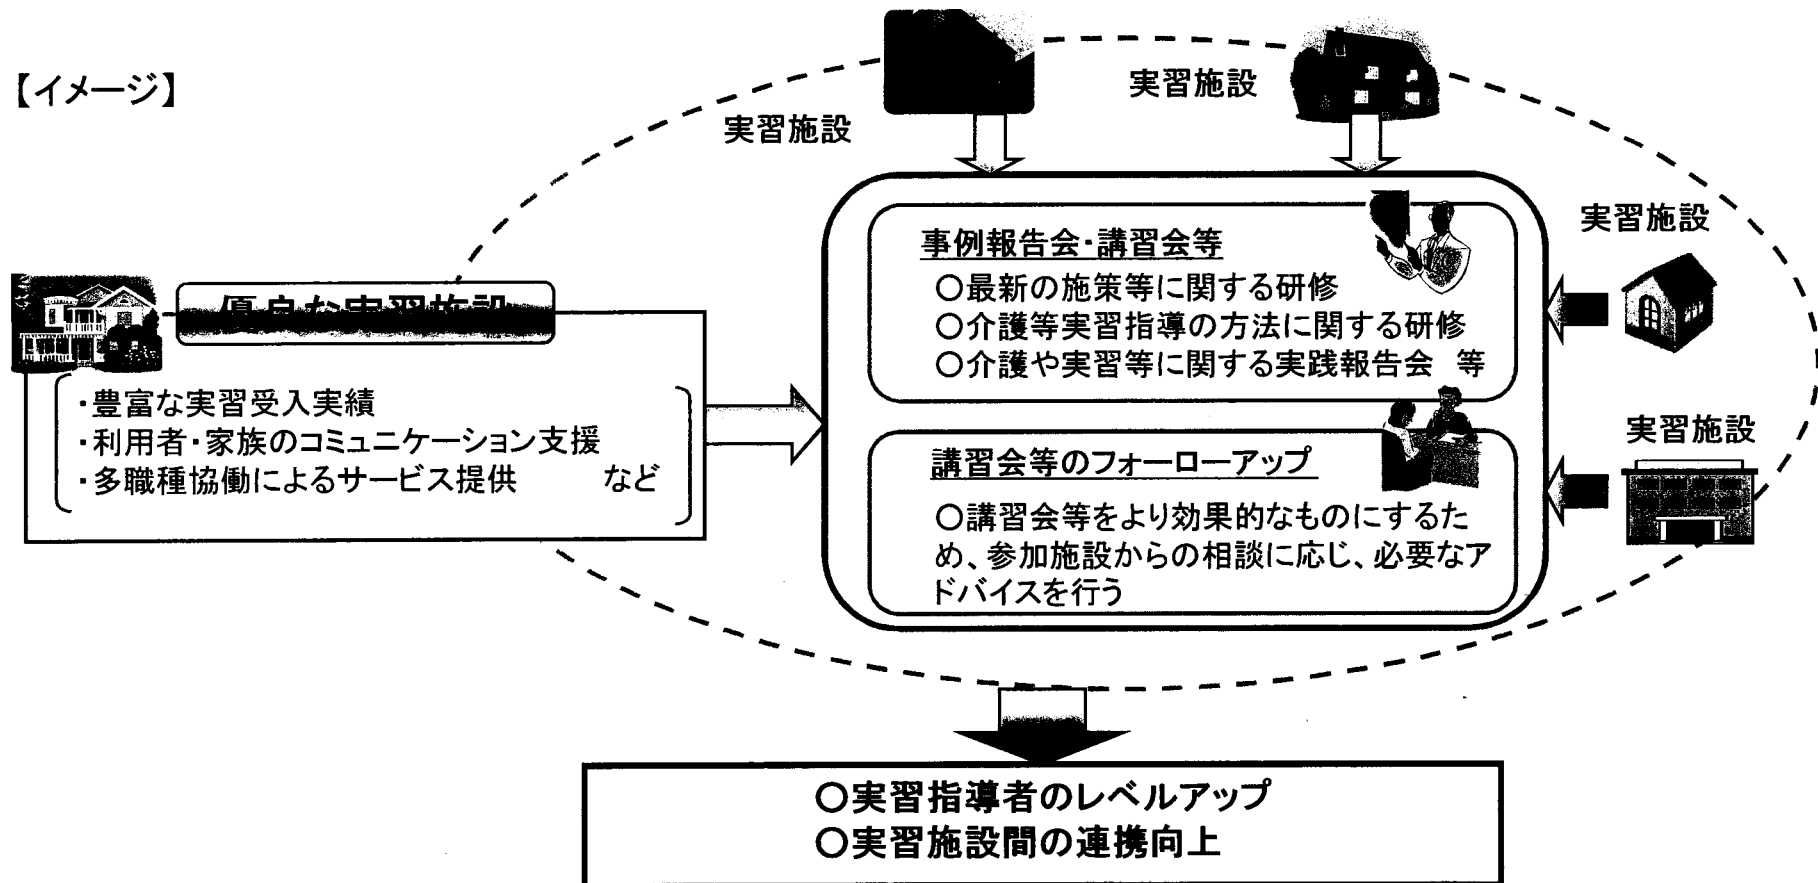 【イメージ】
実習施設
実習施設
実習施設
実習施設
優良な実習施設
・豊富な実習受入実績
・利用者・家族のコミュニケーション支援
・多職種協働によるサービス提供　　など
事例報告会・講習会等
○最新の施策等に関する研修
○介護等実習指導の方法に関する研修
○介護や実習等に関する実践報告会　等
講習会等のフォーローアップ
○講習会等をより効果的なものにするた
め、参加施設からの相談に応じ、必要なア
ドバイスを行う
○実習指導者のレベルアップ
○実習施設間の連携向上